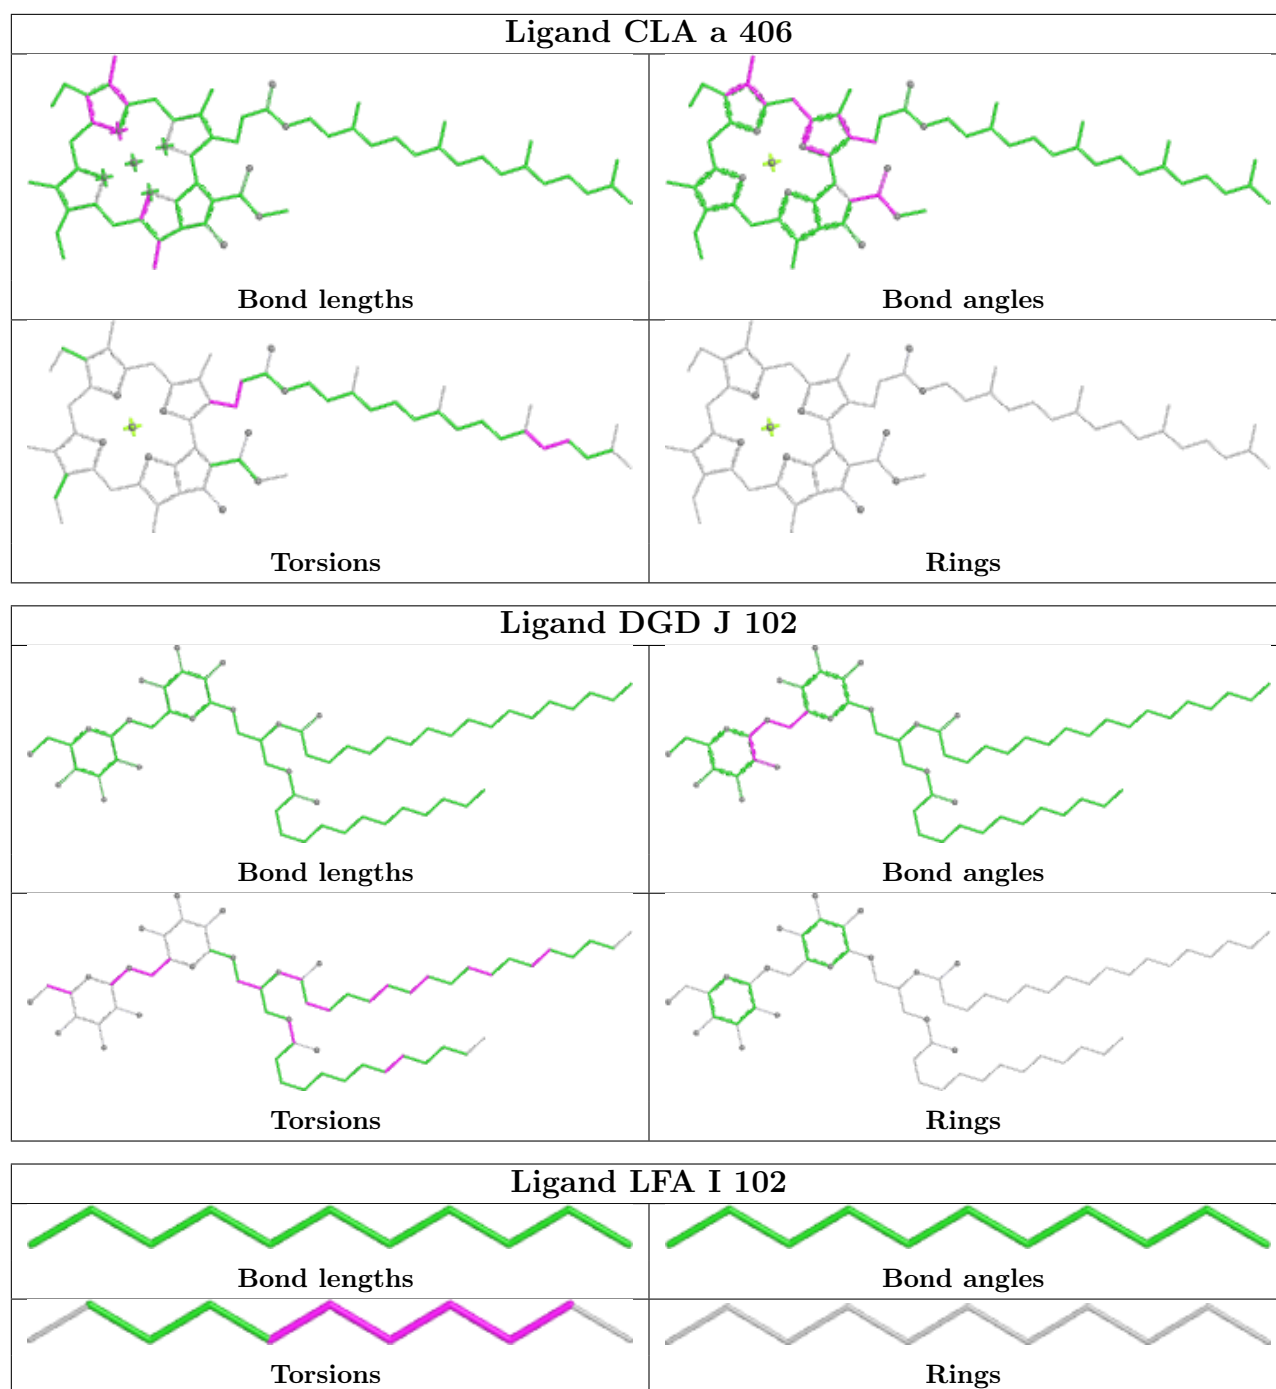 Ligand CLA a 406
Bond lengths
Bond angles
Torsions
Rings
Ligand DGD J 102
Bond lengths
Bond angles
Torsions
Rings
Ligand LFA I 102
Bond lengths
Bond angles
Torsions
Rings